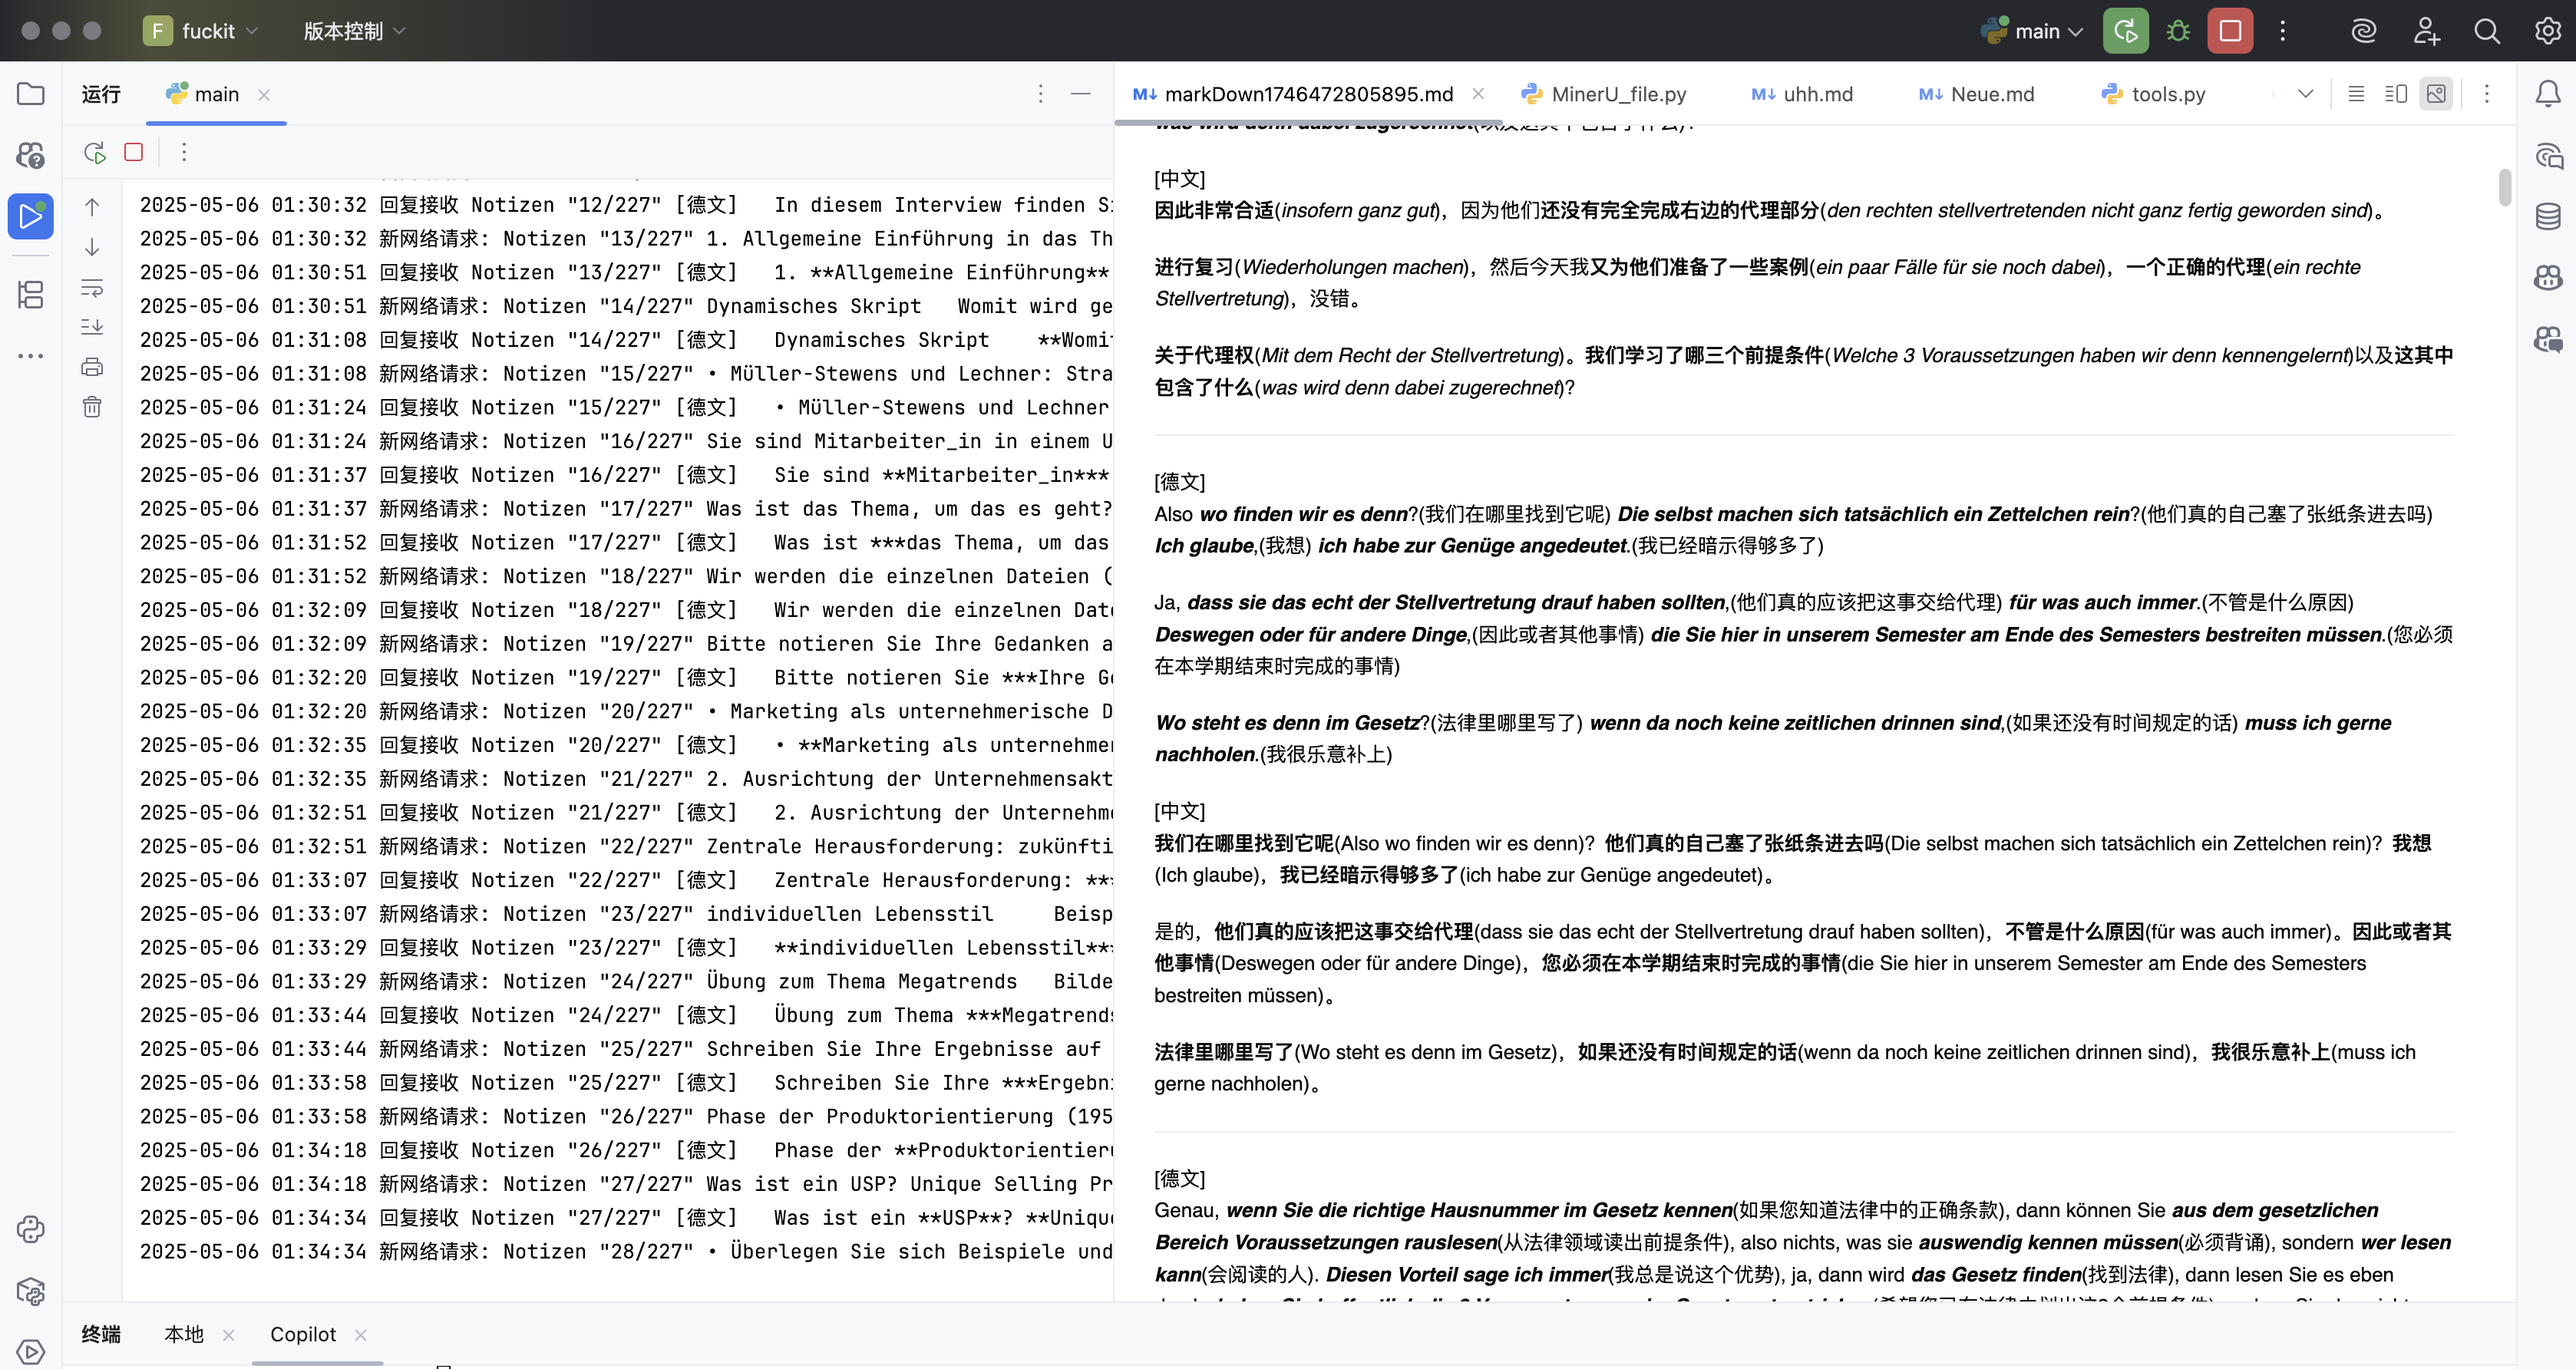 F fuckit 版本控制 main
运行 main
markDown1746472805895.md MinerU_file.py uhh.md Neue.md tools.py
2025-05-06 01:30:32 回复接收 Notizen "12/227" [德文] In diesem Interview finden Si
2025-05-06 01:30:32 新网络请求: Notizen "13/227" 1. Allgemeine Einführung in das Th
2025-05-06 01:30:51 回复接收 Notizen "13/227" [德文] 1. **Allgemeine Einführung**
2025-05-06 01:30:51 新网络请求: Notizen "14/227" Dynamisches Skript Womit wird ge
2025-05-06 01:31:08 回复接收 Notizen "14/227" [德文] Dynamisches Skript **Womit
2025-05-06 01:31:08 新网络请求: Notizen "15/227" • Müller-Stewens und Lechner: Stra
2025-05-06 01:31:24 回复接收 Notizen "15/227" [德文] • Müller-Stewens und Lechner
2025-05-06 01:31:24 新网络请求: Notizen "16/227" Sie sind Mitarbeiter_in in einem U
2025-05-06 01:31:37 回复接收 Notizen "16/227" [德文] Sie sind **Mitarbeiter_in***
2025-05-06 01:31:37 新网络请求: Notizen "17/227" Was ist das Thema, um das es geht?
2025-05-06 01:31:52 回复接收 Notizen "17/227" [德文] Was ist ***das Thema, um das
2025-05-06 01:31:52 新网络请求: Notizen "18/227" Wir werden die einzelnen Dateien (
2025-05-06 01:32:09 回复接收 Notizen "18/227" [德文] Wir werden die einzelnen Date
2025-05-06 01:32:09 新网络请求: Notizen "19/227" Bitte notieren Sie Ihre Gedanken a
2025-05-06 01:32:20 回复接收 Notizen "19/227" [德文] Bitte notieren Sie ***Ihre Ge
2025-05-06 01:32:20 新网络请求: Notizen "20/227" • Marketing als unternehmerische D
2025-05-06 01:32:35 回复接收 Notizen "20/227" [德文] • **Marketing als unternehmer
2025-05-06 01:32:35 新网络请求: Notizen "21/227" 2. Ausrichtung der Unternehmensakt
2025-05-06 01:32:51 回复接收 Notizen "21/227" [德文] 2. Ausrichtung der Unternehme
2025-05-06 01:32:51 新网络请求: Notizen "22/227" Zentrale Herausforderung: zukünfti
2025-05-06 01:33:07 回复接收 Notizen "22/227" [德文] Zentrale Herausforderung: ***
2025-05-06 01:33:07 新网络请求: Notizen "23/227" individuellen Lebensstil Beisp
2025-05-06 01:33:29 回复接收 Notizen "23/227" [德文] **individuellen Lebensstil***
2025-05-06 01:33:29 新网络请求: Notizen "24/227" Übung zum Thema Megatrends Bilde
2025-05-06 01:33:44 回复接收 Notizen "24/227" [德文] Übung zum Thema ***Megatrends
2025-05-06 01:33:44 新网络请求: Notizen "25/227" Schreiben Sie Ihre Ergebnisse auf
2025-05-06 01:33:58 回复接收 Notizen "25/227" [德文] Schreiben Sie Ihre ***Ergebni
2025-05-06 01:33:58 新网络请求: Notizen "26/227" Phase der Produktorientierung (195
2025-05-06 01:34:18 回复接收 Notizen "26/227" [德文] Phase der **Produktorientieru
2025-05-06 01:34:18 新网络请求: Notizen "27/227" Was ist ein USP? Unique Selling Pr
2025-05-06 01:34:34 回复接收 Notizen "27/227" [德文] Was ist ein **USP**? **Unique
2025-05-06 01:34:34 新网络请求: Notizen "28/227" • Überlegen Sie sich Beispiele und
was wird denn dabei zugerechnet(以及这其中包含了什么)?
[中文]
因此非常合适(insofern ganz gut)，因为他们还没有完全完成右边的代理部分(den rechten stellvertretenden nicht ganz fertig geworden sind)。
进行复习(Wiederholungen machen)，然后今天我又为他们准备了一些案例(ein paar Fälle für sie noch dabei)，一个正确的代理(ein rechte
Stellvertretung)，没错。
关于代理权(Mit dem Recht der Stellvertretung)。我们学习了哪三个前提条件(Welche 3 Voraussetzungen haben wir denn kennengelernt)以及这其中
包含了什么(was wird denn dabei zugerechnet)?
[德文]
Also wo finden wir es denn?(我们在哪里找到它呢) Die selbst machen sich tatsächlich ein Zettelchen rein?(他们真的自己塞了张纸条进去吗)
Ich glaube,(我想) ich habe zur Genüge angedeutet.(我已经暗示得够多了)
Ja, dass sie das echt der Stellvertretung drauf haben sollten,(他们真的应该把这事交给代理) für was auch immer.(不管是什么原因)
Deswegen oder für andere Dinge,(因此或者其他事情) die Sie hier in unserem Semester am Ende des Semesters bestreiten müssen.(您必须
在本学期结束时完成的事情)
Wo steht es denn im Gesetz?(法律里哪里写了) wenn da noch keine zeitlichen drinnen sind,(如果还没有时间规定的话) muss ich gerne
nachholen.(我很乐意补上)
[中文]
我们在哪里找到它呢(Also wo finden wir es denn)？他们真的自己塞了张纸条进去吗(Die selbst machen sich tatsächlich ein Zettelchen rein)？我想
(Ich glaube)，我已经暗示得够多了(ich habe zur Genüge angedeutet)。
是的，他们真的应该把这事交给代理(dass sie das echt der Stellvertretung drauf haben sollten)，不管是什么原因(für was auch immer)。因此或者其
他事情(Deswegen oder für andere Dinge)，您必须在本学期结束时完成的事情(die Sie hier in unserem Semester am Ende des Semesters
bestreiten müssen)。
法律里哪里写了(Wo steht es denn im Gesetz)，如果还没有时间规定的话(wenn da noch keine zeitlichen drinnen sind)，我很乐意补上(muss ich
gerne nachholen)。
[德文]
Genau, wenn Sie die richtige Hausnummer im Gesetz kennen(如果您知道法律中的正确条款), dann können Sie aus dem gesetzlichen
Bereich Voraussetzungen rauslesen(从法律领域读出前提条件), also nichts, was sie auswendig kennen müssen(必须背诵), sondern wer lesen
kann(会阅读的人). Diesen Vorteil sage ich immer(我总是说这个优势), ja, dann wird das Gesetz finden(找到法律), dann lesen Sie es eben
终端 本地 Copilot